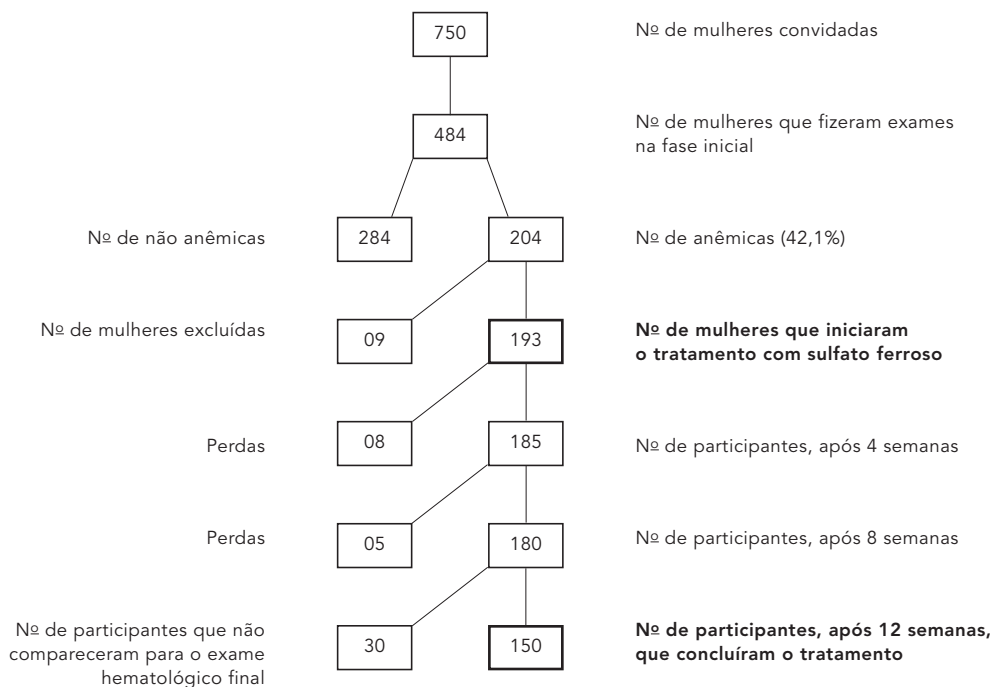 750
Nº de mulheres convidadas
484
Nº de mulheres que fizeram exames
na fase inicial
Nº de não anêmicas
284
204
Nº de anêmicas (42,1%)
Nº de mulheres excluídas
09
193
Nº de mulheres que iniciaram
o tratamento com sulfato ferroso
Perdas
08
185
Nº de participantes, após 4 semanas
Perdas
05
180
Nº de participantes, após 8 semanas
Nº de participantes que não
compareceram para o exame
hematológico final
30
150
Nº de participantes, após 12 semanas,
que concluíram o tratamento